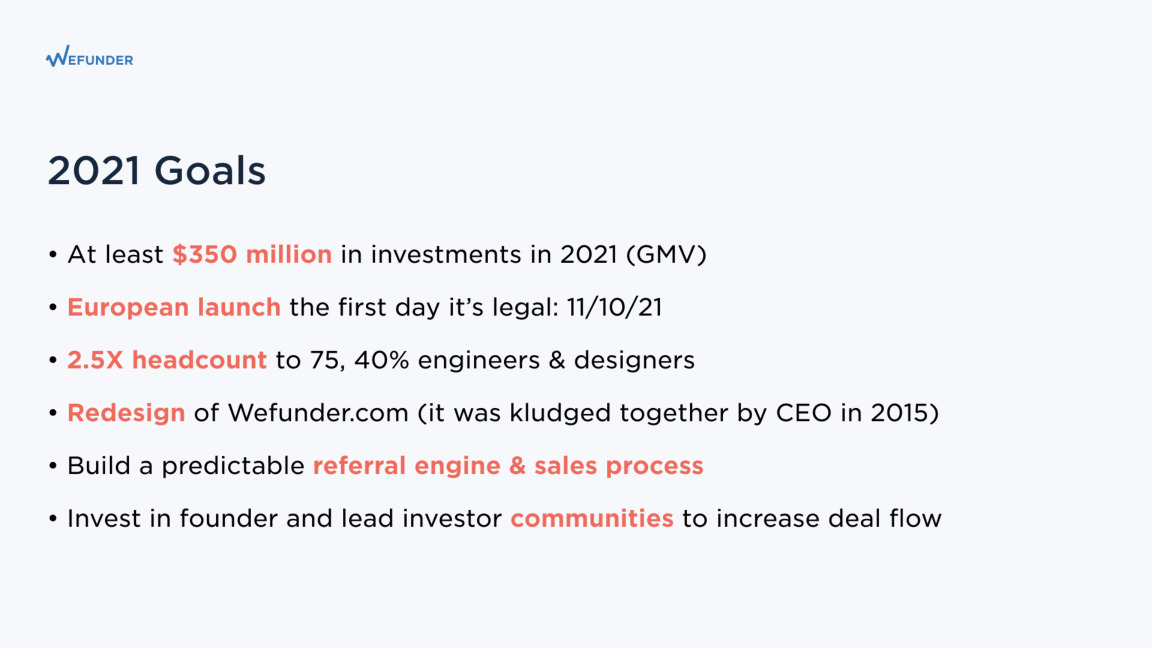 WEFUNDER
2021 Goals
• At least $350 million in investments in 2021 (GMV)
• European launch the first day it’s legal: 11/10/21
• 2.5X headcount to 75, 40% engineers & designers
• Redesign of Wefunder.com (it was kludged together by CEO in 2015)
• Build a predictable referral engine & sales process
• Invest in founder and lead investor communities to increase deal flow